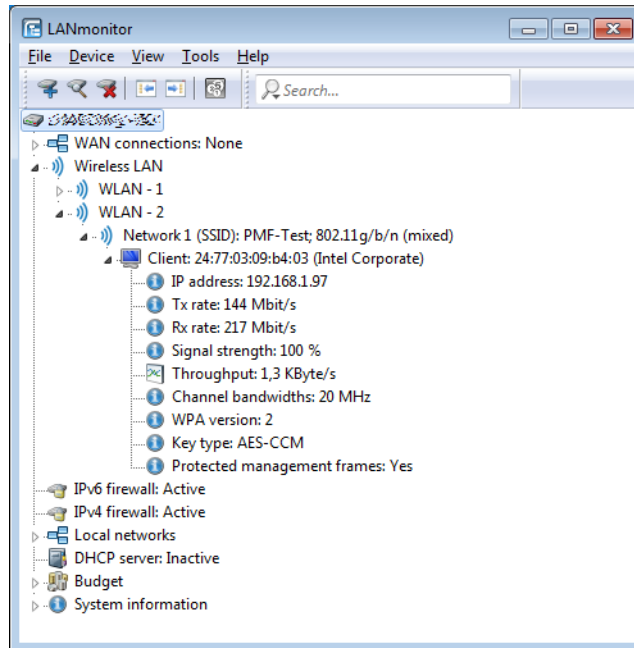 LANmonitor
File Device View Tools Help
Search...
WAN connections: None
Wireless LAN
WLAN - 1
WLAN - 2
Network 1 (SSID): PMF-Test; 802.11g/b/n (mixed)
Client: 24:77:03:09:b4:03 (Intel Corporate)
IP address: 192.168.1.97
Tx rate: 144 Mbit/s
Rx rate: 217 Mbit/s
Signal strength: 100 %
Throughput: 1,3 KByte/s
Channel bandwidths: 20 MHz
WPA version: 2
Key type: AES-CCM
Protected management frames: Yes
IPv6 firewall: Active
IPv4 firewall: Active
Local networks
DHCP server: Inactive
Budget
System information